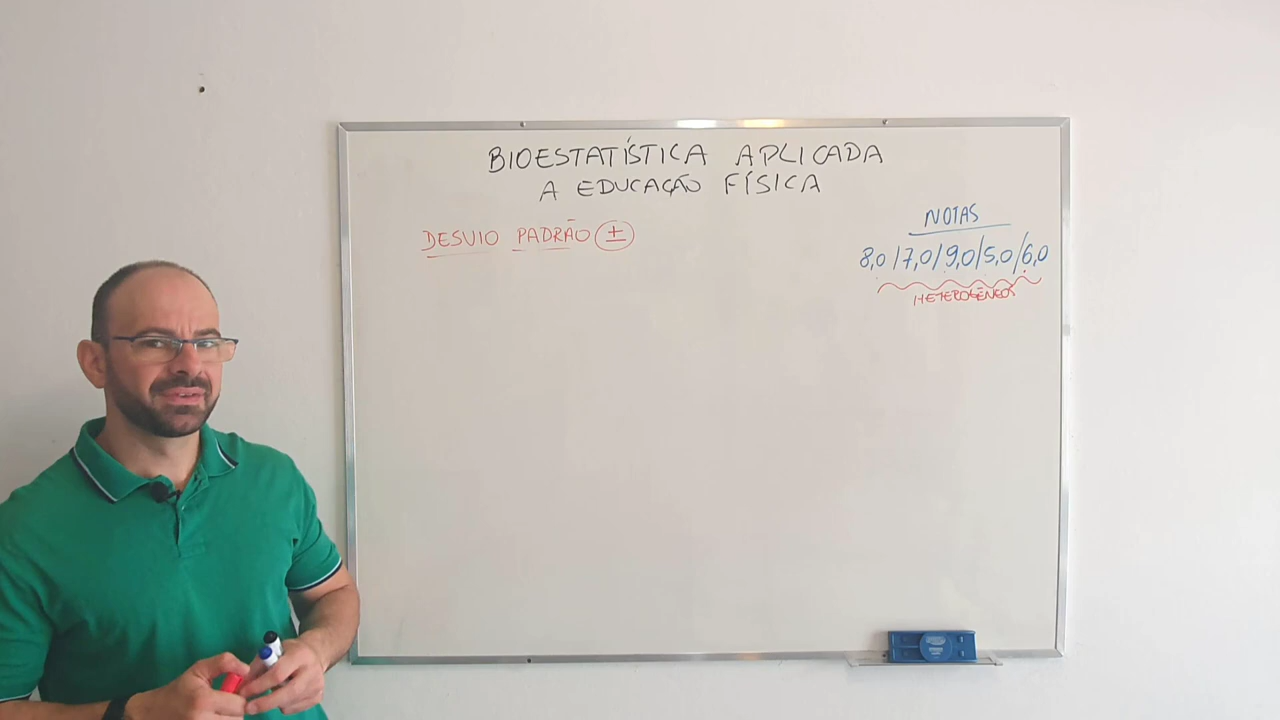 BIOESTATÍSTICA APLICADA
A EDUCAÇÃO FÍSICA
DESVIO PADRÃO ±
NOTAS
8,0/7,0/9,0/5,0/6,0
HETEROGÊNEOS